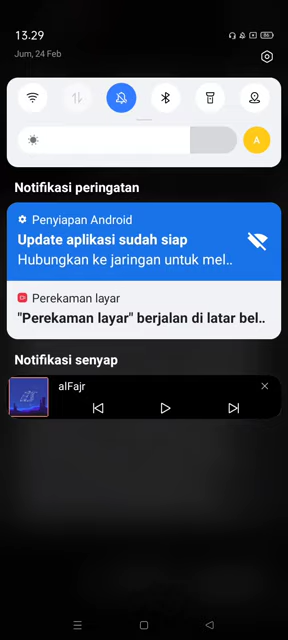 13.29
86
Jum, 24 Feb
A
Notifikasi peringatan
Penyiapan Android
Update aplikasi sudah siap
Hubungkan ke jaringan untuk mel..
Perekaman layar
"Perekaman layar" berjalan di latar bel..
Notifikasi senyap
alFajr